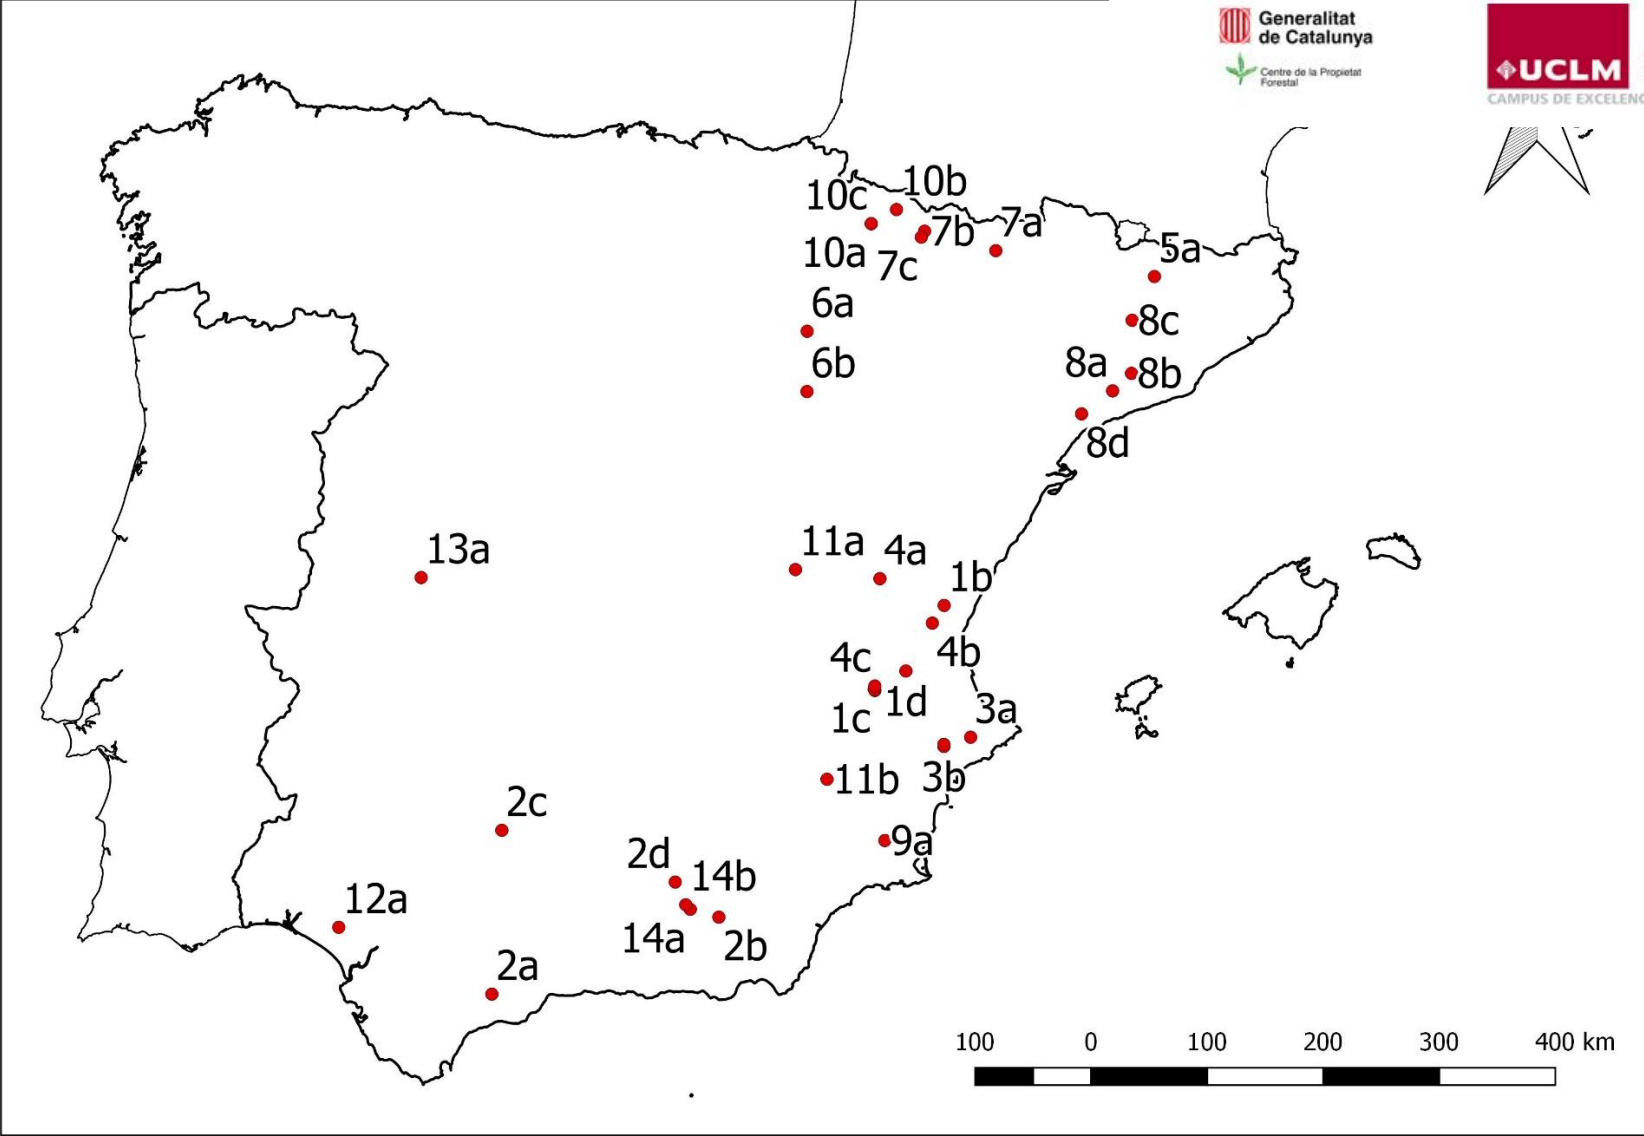 Generalitat
de Catalunya
Centre de la Propietat
Forestal
UCLM
CAMPUS DE EXCELENC
10b
10c
7a
7b
10a
7c
5a
6a
8c
6b
8a
8b
8d
11a
4a
13a
1b
4b
4c
1d
3a
1c
11b
3b
2c
9a
2d
14b
12a
14a
2b
2a
100 0 100 200 300 400 km